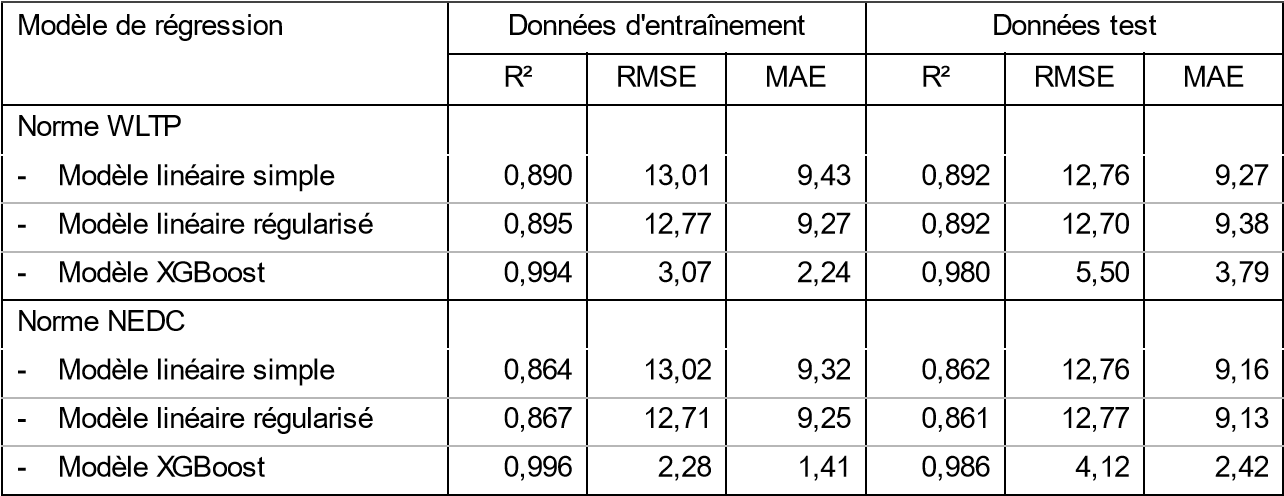 Modèle de régression Données d'entraînement Données test
R² RMSE MAE R² RMSE MAE
Norme WLTP
- Modèle linéaire simple 0,890 13,01 9,43 0,892 12,76 9,27
- Modèle linéaire régularisé 0,895 12,77 9,27 0,892 12,70 9,38
- Modèle XGBoost 0,994 3,07 2,24 0,980 5,50 3,79
Norme NEDC
- Modèle linéaire simple 0,864 13,02 9,32 0,862 12,76 9,16
- Modèle linéaire régularisé 0,867 12,71 9,25 0,861 12,77 9,13
- Modèle XGBoost 0,996 2,28 1,41 0,986 4,12 2,42